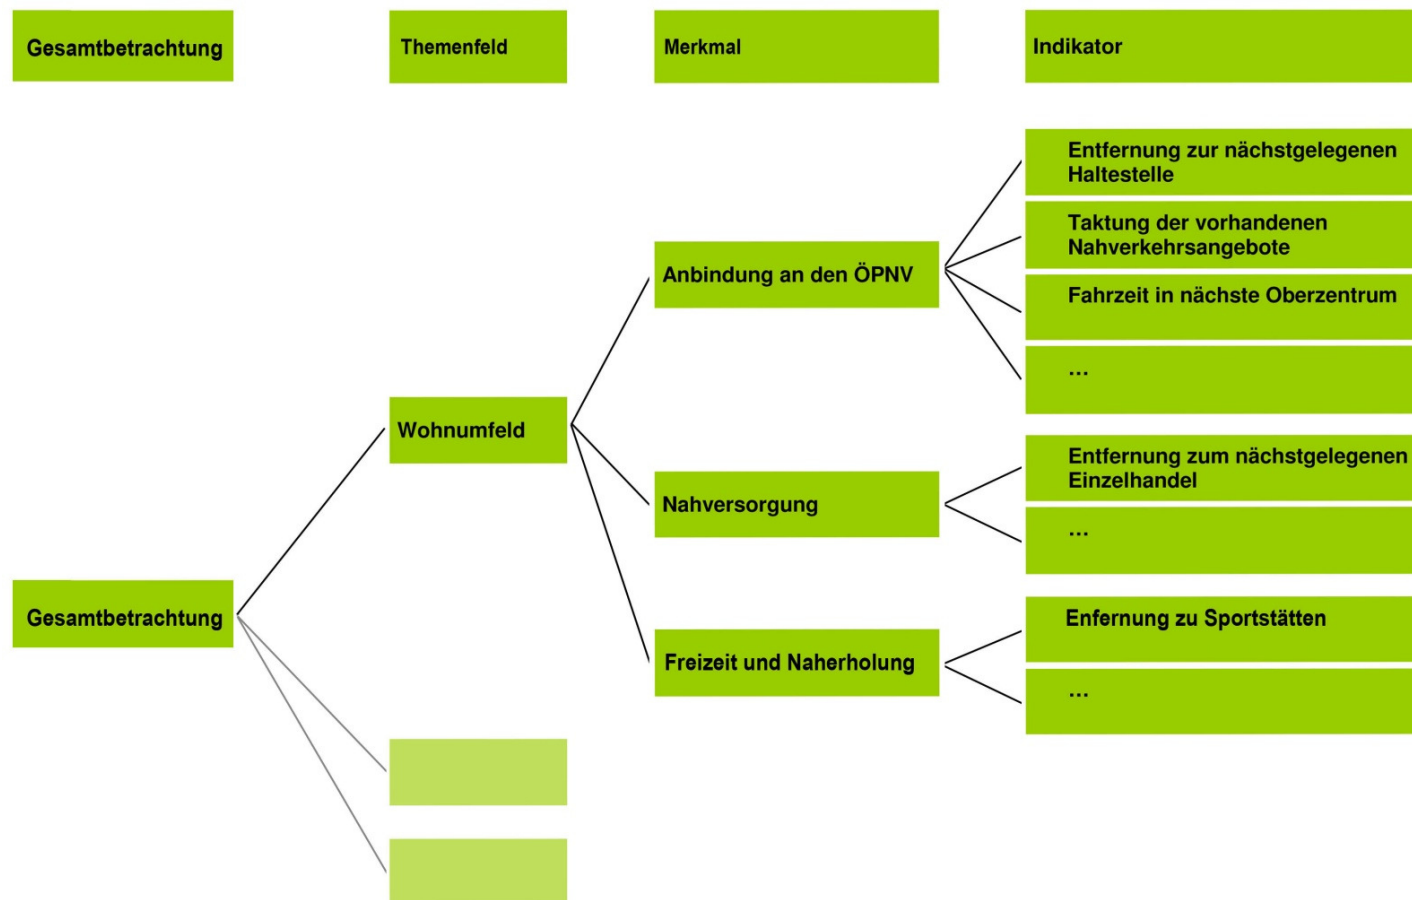 Gesamtbetrachtung
Themenfeld
Merkmal
Indikator
Entfernung zur nächstgelegenen
Haltestelle
Taktung der vorhandenen
Nahverkehrsangebote
Anbindung an den ÖPNV
Fahrzeit in nächste Oberzentrum
...
Wohnumfeld
Entfernung zum nächstgelegenen
Einzelhandel
Nahversorgung
...
Gesamtbetrachtung
Enfernung zu Sportstätten
Freizeit und Naherholung
...